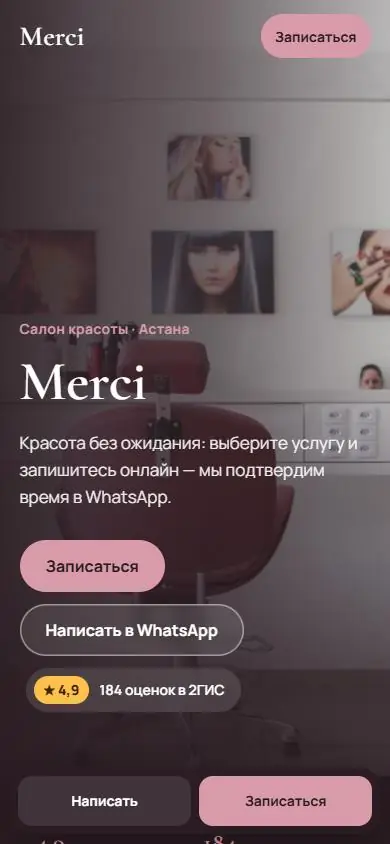 Merci
Записаться
Салон красоты · Астана
Merci
Красота без ожидания: выберите услугу и
запишитесь онлайн — мы подтвердим
время в WhatsApp.
Записаться
Написать в WhatsApp
★ 4,9 184 оценок в 2ГИС
Написать
Записаться